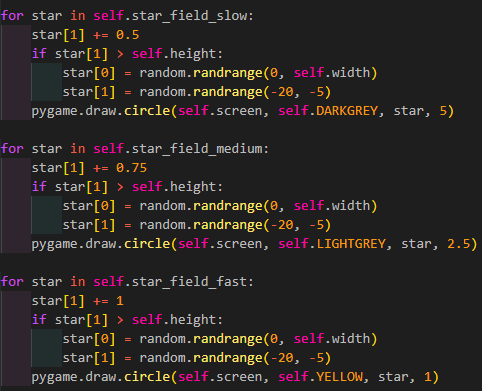 for star in self.star_field_slow:
    star[1] += 0.5
    if star[1] > self.height:
        star[0] = random.randrange(0, self.width)
        star[1] = random.randrange(-20, -5)
    pygame.draw.circle(self.screen, self.DARKGREY, star, 5)

for star in self.star_field_medium:
    star[1] += 0.75
    if star[1] > self.height:
        star[0] = random.randrange(0, self.width)
        star[1] = random.randrange(-20, -5)
    pygame.draw.circle(self.screen, self.LIGHTGREY, star, 2.5)

for star in self.star_field_fast:
    star[1] += 1
    if star[1] > self.height:
        star[0] = random.randrange(0, self.width)
        star[1] = random.randrange(-20, -5)
    pygame.draw.circle(self.screen, self.YELLOW, star, 1)